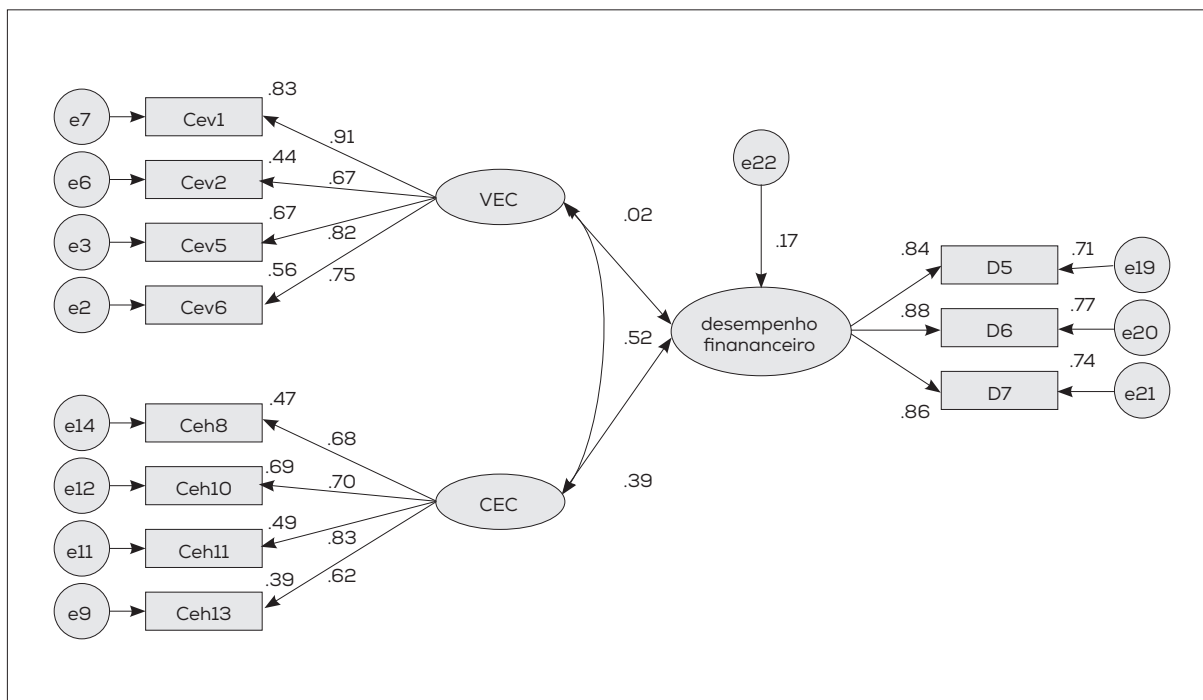 .83
e7
Cev1
.91
.44
e6
Cev2
.67
.67
e3
Cev5
.82
.56
.75
e2
Cev6
VEC
.02
e22
.17
.52
desempenho
finananceiro
.84
D5
.71
e19
.88
D6
.77
e20
.74
D7
e21
.86
.47
e14
Ceh8
.68
.69
e12
Ceh10
.70
.49
e11
Ceh11
.83
.39
.62
e9
Ceh13
CEC
.39